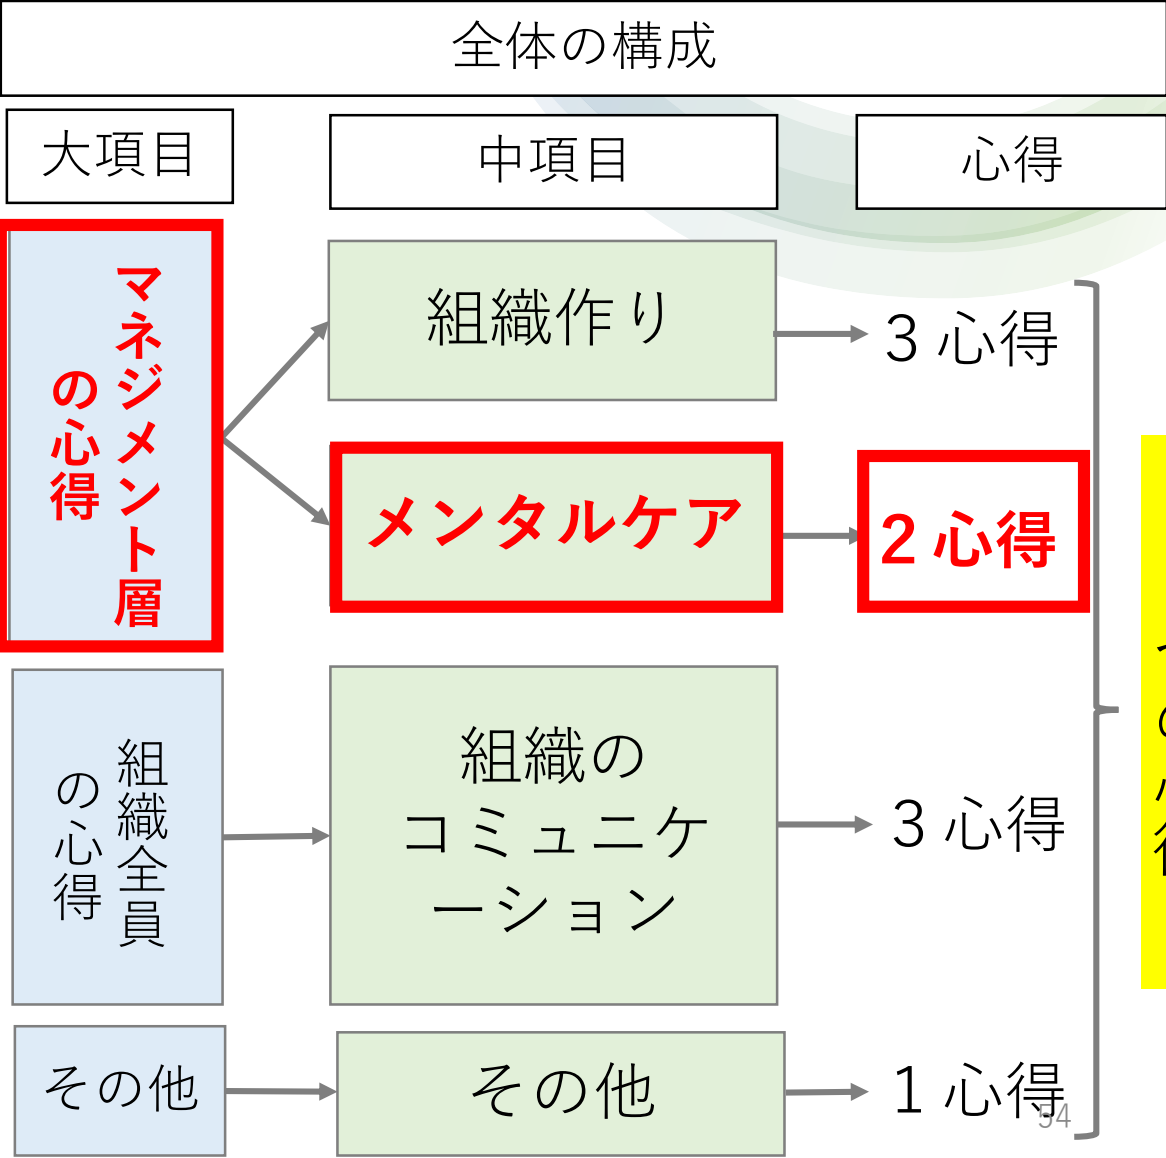 全体の構成
大項目
中項目
心得
マネジメント層
の心得
組織作り
3 心得
メンタルケア
2 心得
組織全員
の心得
組織の
コミュニケ
ーション
3 心得
その他
その他
1 心得
54